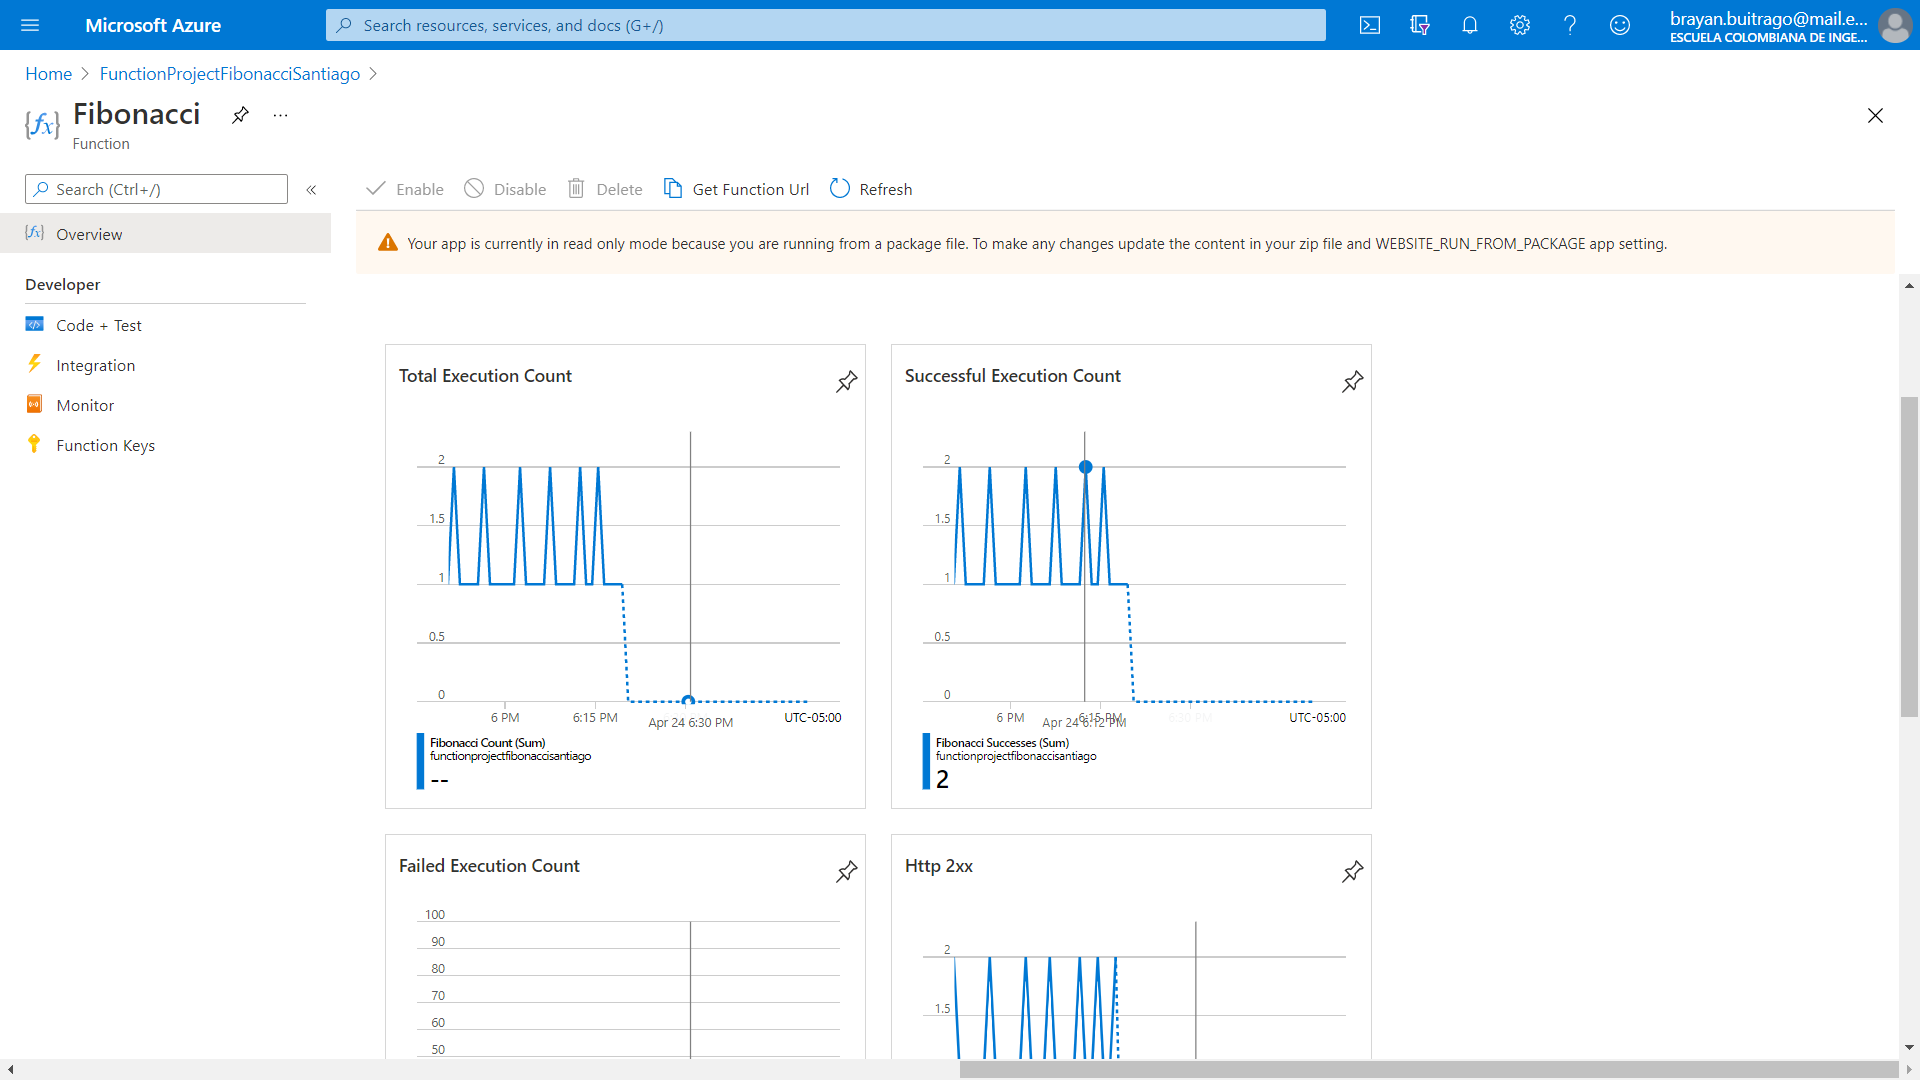 Microsoft Azure
Search resources, services, and docs (G+/)
brayan.buitrago@mail.e...
ESCUELA COLOMBIANA DE INGE...
Home
FunctionProjectFibonacciSantiago
{fx}
Fibonacci
...
Function
Search (Ctrl+/)
«
Enable
Disable
Delete
Get Function Url
Refresh
Your app is currently in read only mode because you are running from a package file. To make any changes update the content in your zip file and WEBSITE_RUN_FROM_PACKAGE app setting.
{fx} Overview
Developer
Code + Test
Integration
Monitor
Function Keys
Total Execution Count
2
1.5
1
0.5
0
6 PM
6:15 PM
Apr 24 6:30 PM
UTC-05:00
Fibonacci Count (Sum)
functionprojectfibonaccisantiago
--
Successful Execution Count
2
1.5
1
0.5
0
6 PM
6:15 PM
Apr 24 6:12 PM
6:30 PM
UTC-05:00
Fibonacci Successes (Sum)
functionprojectfibonaccisantiago
2
Failed Execution Count
100
90
80
70
60
50
Http 2xx
2
1.5